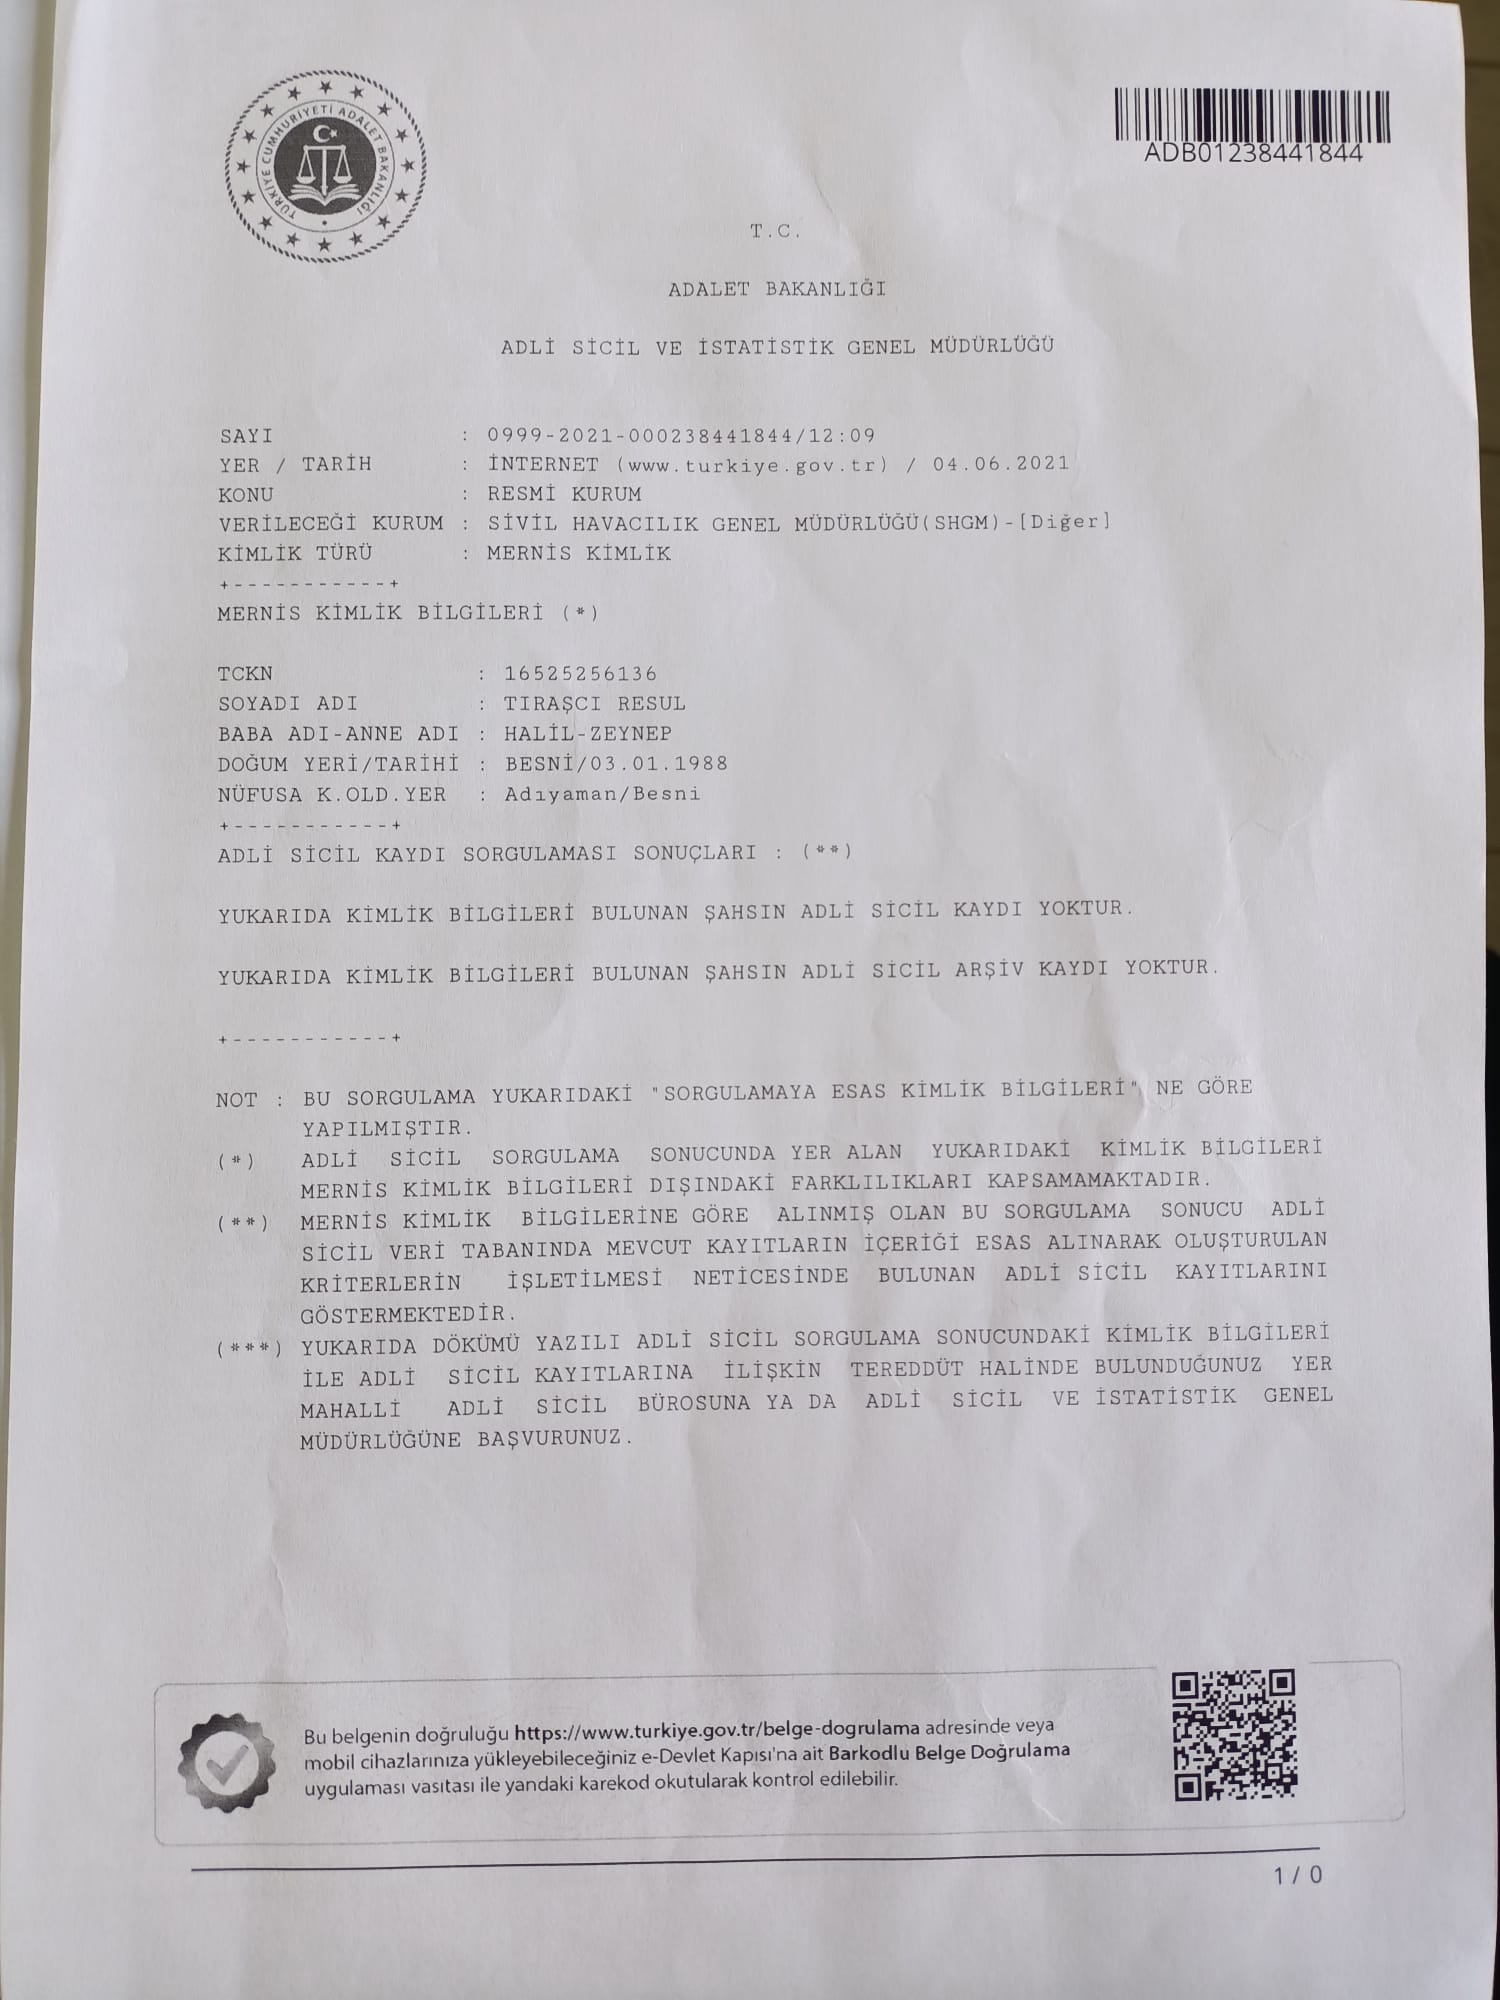 TÜRKİYE CUMHURİYETİ ADALET BAKANLIĞI
ADB01238441844
T.C.
ADALET BAKANLIĞI
ADLİ SİCİL VE İSTATİSTİK GENEL MÜDÜRLÜĞÜ
SAYI : 0999-2021-000238441844/12:09
YER / TARİH : İNTERNET (www.turkiye.gov.tr) / 04.06.2021
KONU : RESMİ KURUM
VERİLECEĞİ KURUM : SİVİL HAVACILIK GENEL MÜDÜRLÜĞÜ(SHGM)-[Diğer]
KİMLİK TÜRÜ : MERNİS KİMLİK
+-----------+
MERNİS KİMLİK BİLGİLERİ (*)
TCKN : 16525256136
SOYADI ADI : TIRAŞCI RESUL
BABA ADI-ANNE ADI : HALİL-ZEYNEP
DOĞUM YERİ/TARİHİ : BESNİ/03.01.1988
NÜFUSA K.OLD.YER : Adıyaman/Besni
+-----------+
ADLİ SİCİL KAYDI SORGULAMASI SONUÇLARI : (**)
YUKARIDA KİMLİK BİLGİLERİ BULUNAN ŞAHSIN ADLİ SİCİL KAYDI YOKTUR.
YUKARIDA KİMLİK BİLGİLERİ BULUNAN ŞAHSIN ADLİ SİCİL ARŞİV KAYDI YOKTUR.
+-----------+
NOT : BU SORGULAMA YUKARIDAKİ "SORGULAMAYA ESAS KİMLİK BİLGİLERİ" NE GÖRE
YAPILMIŞTIR.
(*) ADLİ SİCİL SORGULAMA SONUCUNDA YER ALAN YUKARIDAKİ KİMLİK BİLGİLERİ
MERNİS KİMLİK BİLGİLERİ DIŞINDAKİ FARKLILIKLARI KAPSAMAMAKTADIR.
(**) MERNİS KİMLİK BİLGİLERİNE GÖRE ALINMIŞ OLAN BU SORGULAMA SONUCU ADLİ
SİCİL VERİ TABANINDA MEVCUT KAYITLARIN İÇERİĞİ ESAS ALINARAK OLUŞTURULAN
KRİTERLERİN İŞLETİLMESİ NETİCESİNDE BULUNAN ADLİ SİCİL KAYITLARINI
GÖSTERMEKTEDİR.
(***) YUKARIDA DÖKÜMÜ YAZILI ADLİ SİCİL SORGULAMA SONUCUNDAKİ KİMLİK BİLGİLERİ
İLE ADLİ SİCİL KAYITLARINA İLİŞKİN TEREDDÜT HALİNDE BULUNDUĞUNUZ YER
MAHALLİ ADLİ SİCİL BÜROSUNA YA DA ADLİ SİCİL VE İSTATİSTİK GENEL
MÜDÜRLÜĞÜNE BAŞVURUNUZ.
Bu belgenin doğruluğu https://www.turkiye.gov.tr/belge-dogrulama adresinde veya
mobil cihazlarınıza yükleyebileceğiniz e-Devlet Kapısı'na ait Barkodlu Belge Doğrulama
uygulaması vasıtası ile yandaki karekod okutularak kontrol edilebilir.
1 / 0